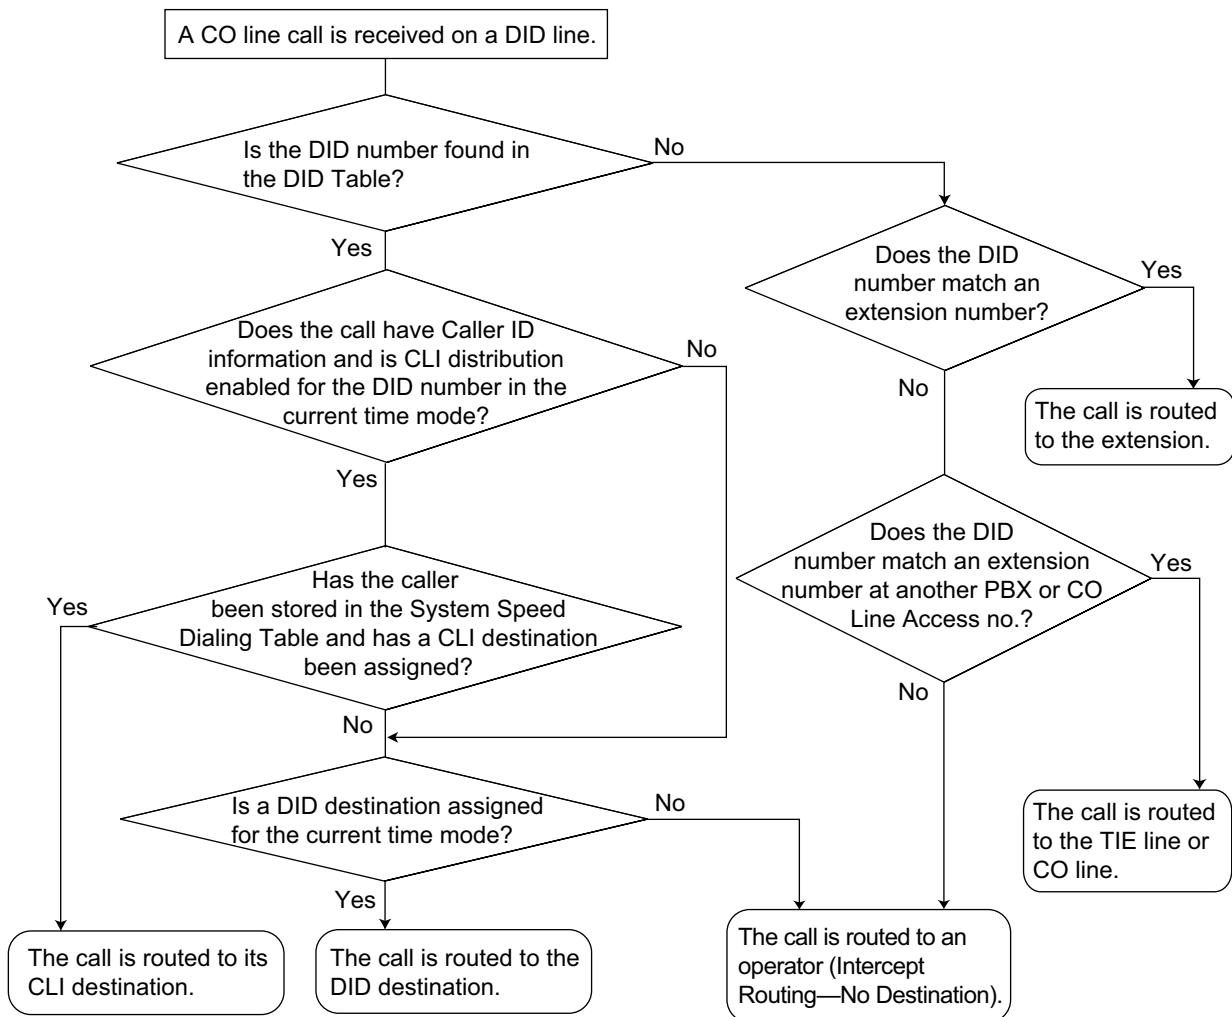 A CO line call is received on a DID line.
Is the DID number found in
the DID Table?
No
Yes
Does the DID
number match an
extension number?
Yes
No
The call is routed
to the extension.
Does the call have Caller ID
information and is CLI distribution
enabled for the DID number in the
current time mode?
No
Yes
Does the DID
number match an extension
number at another PBX or CO
Line Access no.?
Yes
No
Has the caller
been stored in the System Speed
Dialing Table and has a CLI destination
been assigned?
Yes
No
Is a DID destination assigned
for the current time mode?
No
Yes
The call is routed
to the TIE line or
CO line.
The call is routed to its
CLI destination.
The call is routed to the
DID destination.
The call is routed to an
operator (Intercept
Routing—No Destination).